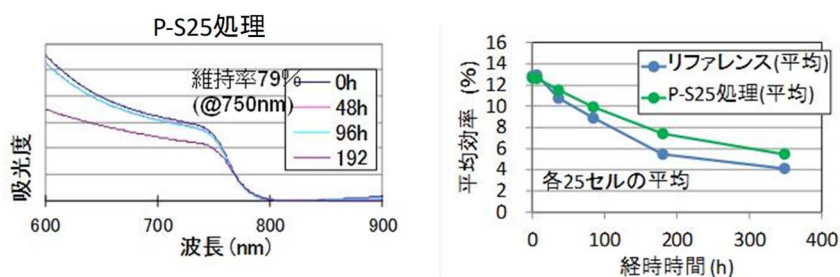 P-S25処理
維持率79%
(@750nm)
0h
48h
96h
192
吸光度
600
700
800
900
波長(nm)
16
14
12
10
8
6
4
2
0
平均効率 (%)
リファレンス(平均)
P-S25処理(平均)
各25セルの平均
0
100
200
300
400
経時時間(h)